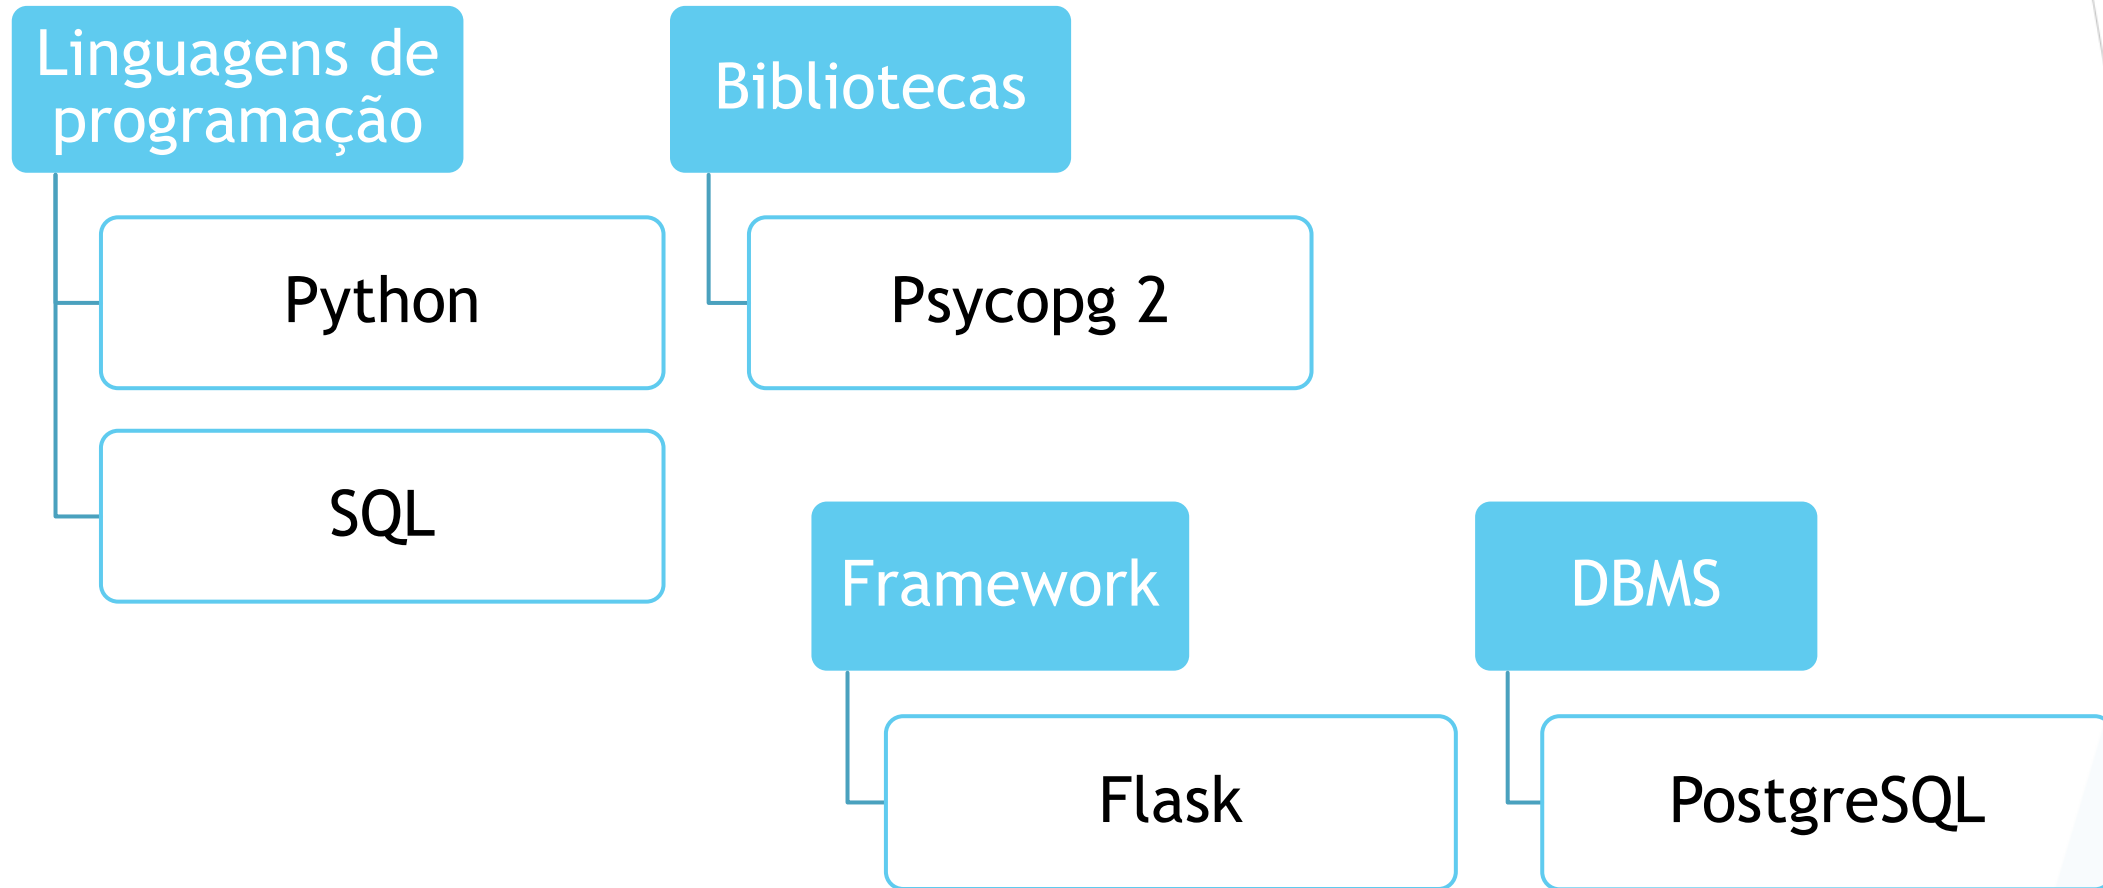 Linguagens de
programação
Python
SQL
Bibliotecas
Psycopg 2
Framework
Flask
DBMS
PostgreSQL